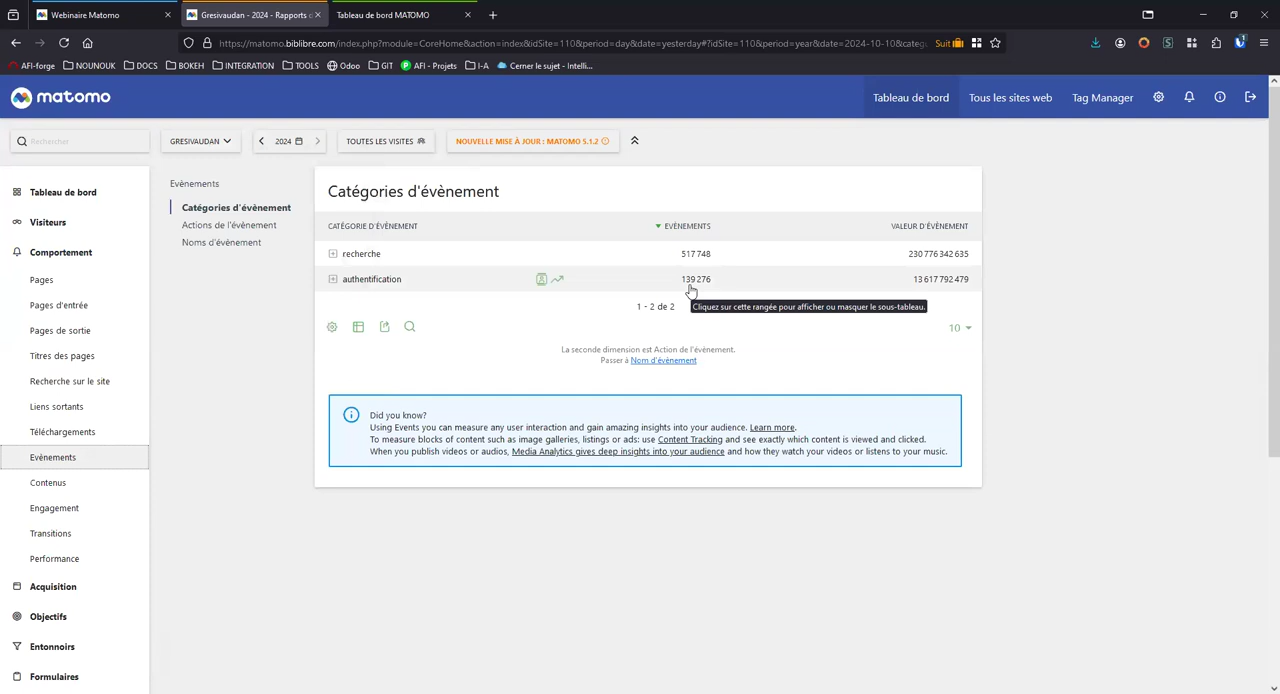 Webinaire Matomo
Gresivaudan - 2024 - Rapports
Tableau de bord MATOMO
https://matomo.biblibre.com/index.php?module=CoreHome&action=index&idSite=110&period=day&date=yesterday#?idSite=110&period=year&date=2024-10-10&categ
Suit
AFI-forge
NOUNOUK
DOCS
BOKEH
INTEGRATION
TOOLS
Odoo
GIT
AFI - Projets
I-A
Cerner le sujet - Intelli...
matomo
Tableau de bord
Tous les sites web
Tag Manager
Rechercher
GRESIVAUDAN
2024
TOUTES LES VISITES
NOUVELLE MISE À JOUR : MATOMO 5.1.2
Tableau de bord
Visiteurs
Comportement
Pages
Pages d'entrée
Pages de sortie
Titres des pages
Recherche sur le site
Liens sortants
Téléchargements
Evènements
Contenus
Engagement
Transitions
Performance
Acquisition
Objectifs
Entonnoirs
Formulaires
Evènements
Catégories d'évènement
Actions de l'évènement
Noms d'évènement
Catégories d'évènement
CATÉGORIE D'ÉVÈNEMENT EVÈNEMENTS VALEUR D'ÉVÈNEMENT
recherche 517 748 230 776 342 635
authentification 139 276 13 617 792 479
1 - 2 de 2
Cliquez sur cette rangée pour afficher ou masquer le sous-tableau.
10
La seconde dimension est Action de l'évènement.
Passer à Nom d'évènement
Did you know?
Using Events you can measure any user interaction and gain amazing insights into your audience. Learn more.
To measure blocks of content such as image galleries, listings or ads: use Content Tracking and see exactly which content is viewed and clicked.
When you publish videos or audios, Media Analytics gives deep insights into your audience and how they watch your videos or listens to your music.